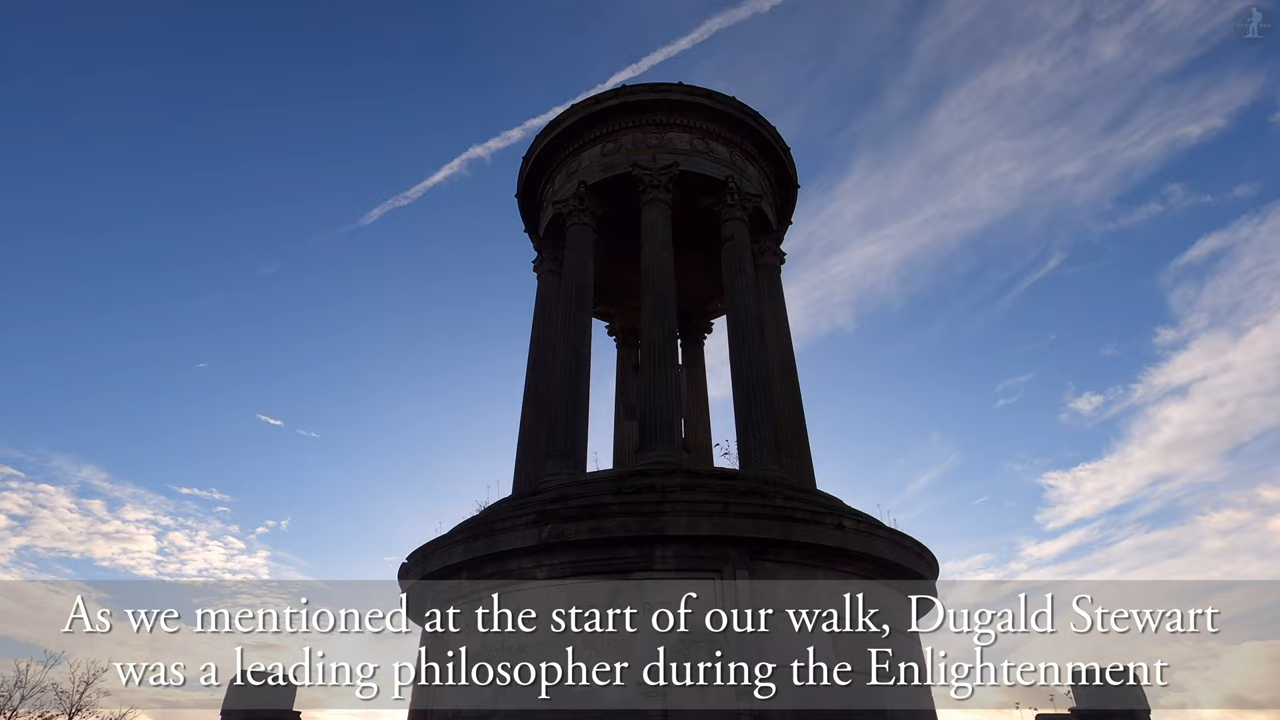 As we mentioned at the start of our walk, Dugald Stewart
was a leading philosopher during the Enlightenment